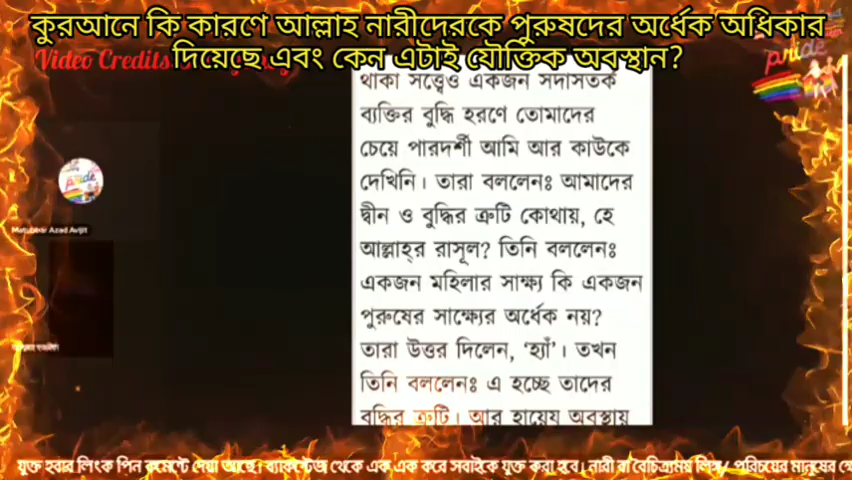 কুরআনে কি কারণে আল্লাহ নারীদেরকে পুরুষদের অর্ধেক অধিকার
দিয়েছে এবং কেন এটাই যৌক্তিক অবস্থান?
Video Credits
pride
থাকা সত্ত্বেও একজন সদাসতর্ক
ব্যক্তির বুদ্ধি হরণে তোমাদের
চেয়ে পারদর্শী আমি আর কাউকে
দেখিনি। তারা বললেনঃ আমাদের
দ্বীন ও বুদ্ধির ত্রুটি কোথায়, হে
আল্লাহ্‌র রাসূল? তিনি বললেনঃ
একজন মহিলার সাক্ষ্য কি একজন
পুরুষের সাক্ষ্যের অর্ধেক নয়?
তারা উত্তর দিলেন, ‘হ্যাঁ’। তখন
তিনি বললেনঃ এ হচ্ছে তাদের
বুদ্ধির ত্রুটি। আর হায়েয অবস্থায়
pride
Matubbar Azad Avijit
যুক্ত হবার লিংক পিন কমেন্টে দেয়া আছে। ব্যাকস্টেজ থেকে এক এক করে সবাইকে যুক্ত করা হবে। নারী বা বৈচিত্র্যময় লিঙ্গ/ পরিচয়ের মানুষের